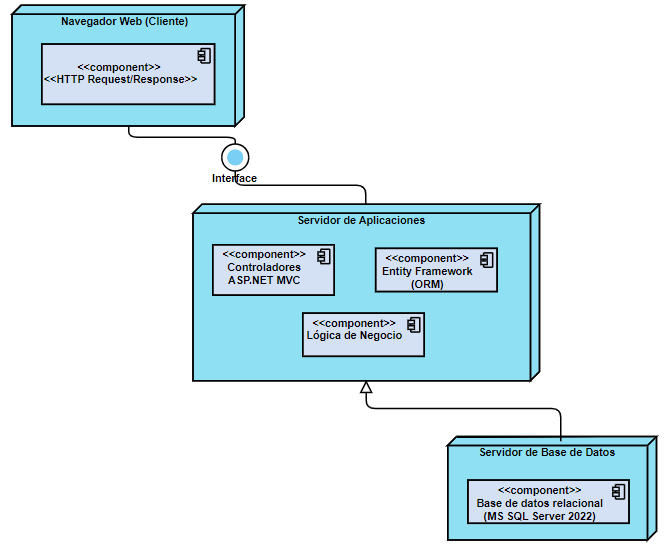 Navegador Web (Cliente)
<<component>>
<<HTTP Request/Response>>
Interface
Servidor de Aplicaciones
<<component>>
Controladores
ASP.NET MVC
<<component>>
Entity Framework
(ORM)
<<component>>
Lógica de Negocio
Servidor de Base de Datos
<<component>>
Base de datos relacional
(MS SQL Server 2022)